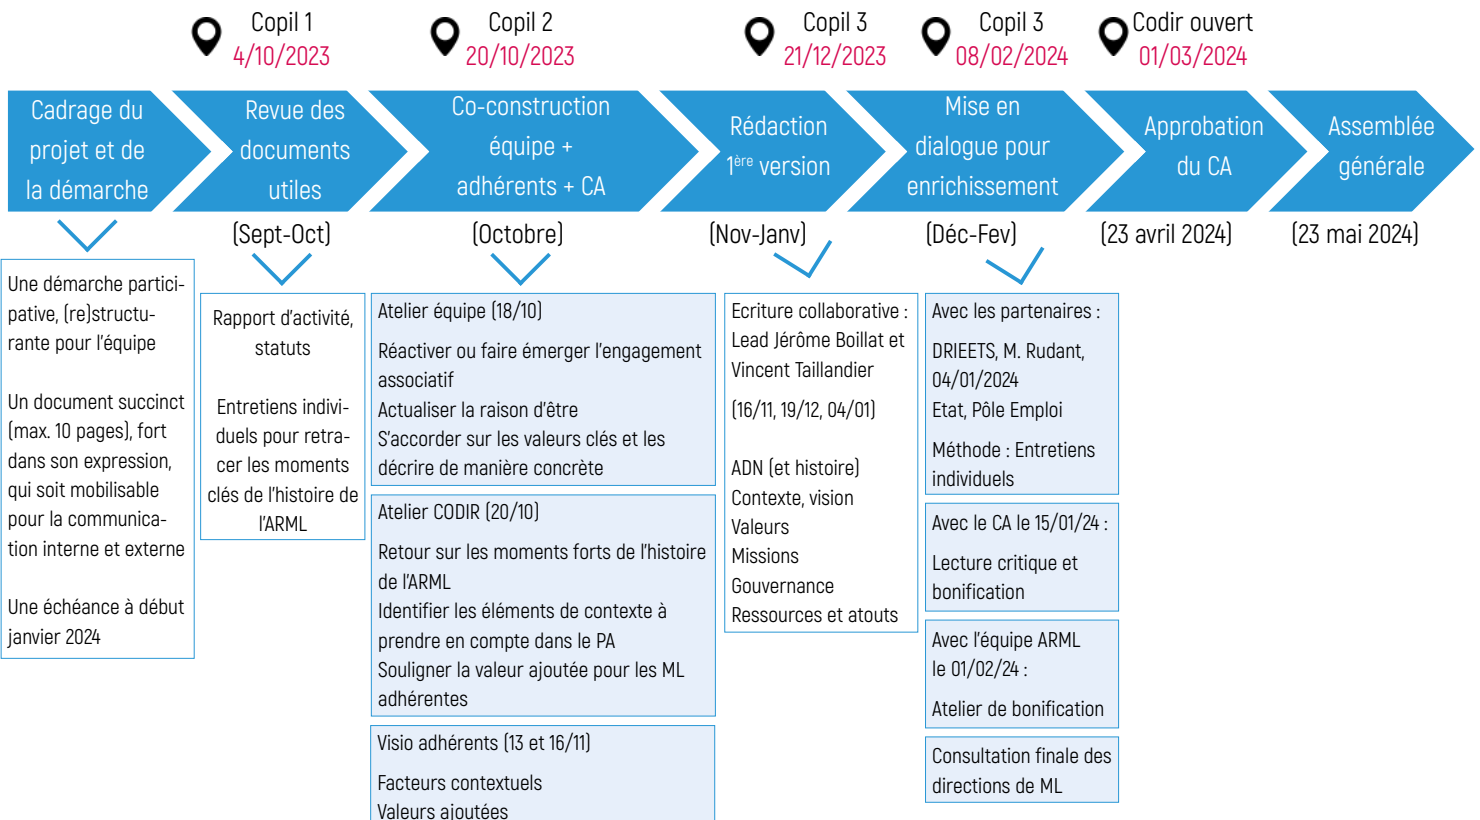 Copil 1
4/10/2023
Copil 2
20/10/2023
Copil 3
21/12/2023
Copil 3
08/02/2024
Codir ouvert
01/03/2024
Cadrage du
projet et de
la démarche
Revue des
documents
utiles
Co-construction
équipe +
adhérents + CA
Rédaction
1ère version
Mise en
dialogue pour
enrichissement
Approbation
du CA
Assemblée
générale
(Sept-Oct)
(Octobre)
(Nov-Janv)
(Déc-Fev)
(23 avril 2024)
(23 mai 2024)
Une démarche partici-
pative, (re)structu-
rante pour l'équipe
Un document succinct
(max. 10 pages), fort
dans son expression,
qui soit mobilisable
pour la communica-
tion interne et externe
Une échéance à début
janvier 2024
Rapport d'activité,
statuts
Entretiens indivi-
duels pour retra-
cer les moments
clés de l'histoire de
l'ARML
Atelier équipe (18/10)
Réactiver ou faire émerger l'engagement
associatif
Actualiser la raison d'être
S'accorder sur les valeurs clés et les
décrire de manière concrète
Atelier CODIR (20/10)
Retour sur les moments forts de l'histoire
de l'ARML
Identifier les éléments de contexte à
prendre en compte dans le PA
Souligner la valeur ajoutée pour les ML
adhérentes
Visio adhérents (13 et 16/11)
Facteurs contextuels
Valeurs ajoutées
Ecriture collaborative :
Lead Jérôme Boillat et
Vincent Taillandier
(16/11, 19/12, 04/01)
ADN (et histoire)
Contexte, vision
Valeurs
Missions
Gouvernance
Ressources et atouts
Avec les partenaires :
DRIEETS, M. Rudant,
04/01/2024
Etat, Pôle Emploi
Méthode : Entretiens
individuels
Avec le CA le 15/01/24 :
Lecture critique et
bonification
Avec l'équipe ARML
le 01/02/24 :
Atelier de bonification
Consultation finale des
directions de ML